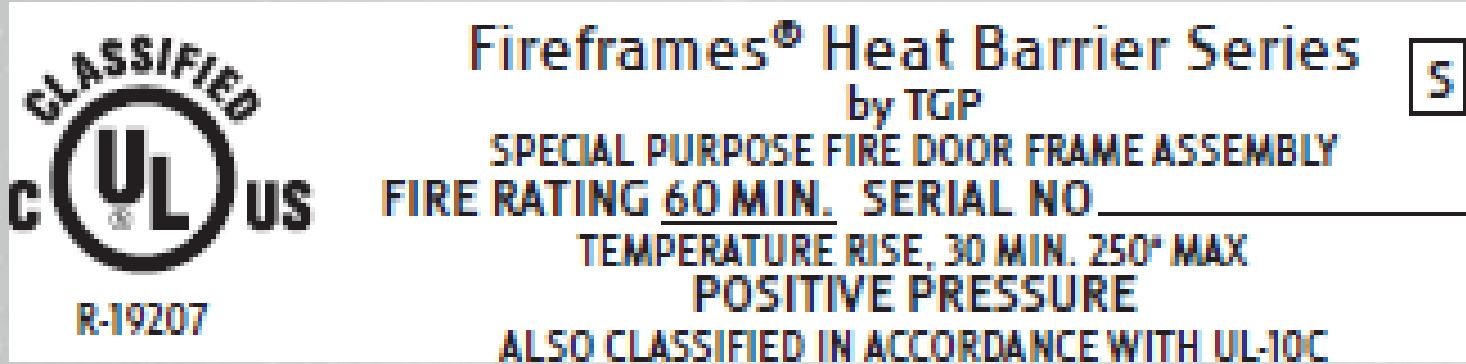 CLASSIFIED
C UL® US
R-19207
Fireframes® Heat Barrier Series
S
by TGP
SPECIAL PURPOSE FIRE DOOR FRAME ASSEMBLY
FIRE RATING 60 MIN. SERIAL NO
TEMPERATURE RISE, 30 MIN. 250° MAX
POSITIVE PRESSURE
ALSO CLASSIFIED IN ACCORDANCE WITH UL-10C